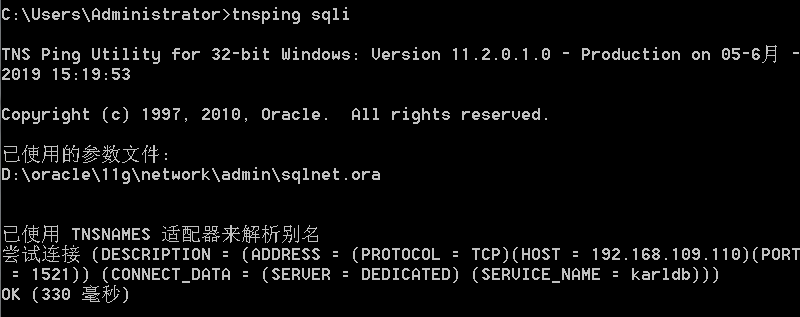 C:\Users\Administrator>tnsping sqli
TNS Ping Utility for 32-bit Windows: Version 11.2.0.1.0 - Production on 05-6月 -
2019 15:19:53
Copyright (c) 1997, 2010, Oracle.  All rights reserved.
已使用的参数文件:
D:\oracle\11g\network\admin\sqlnet.ora
已使用 TNSNAMES 适配器来解析别名
尝试连接 (DESCRIPTION = (ADDRESS = (PROTOCOL = TCP)(HOST = 192.168.109.110)(PORT
 = 1521)) (CONNECT_DATA = (SERVER = DEDICATED) (SERVICE_NAME = karldb)))
OK (330 毫秒)